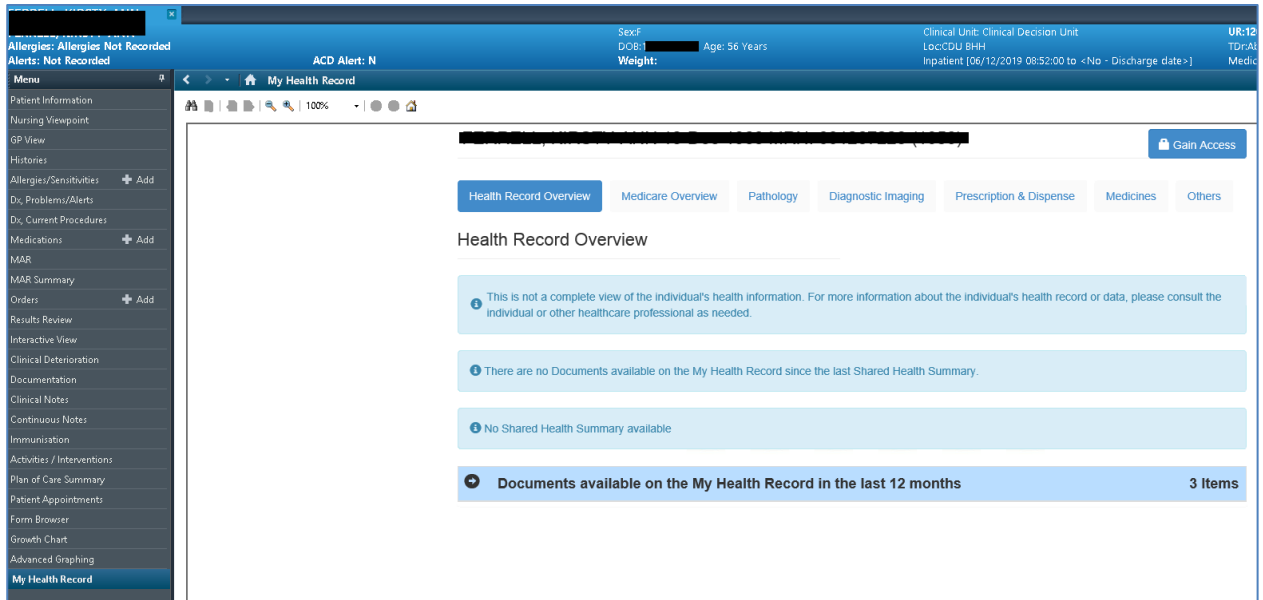 Allergies: Allergies Not Recorded
Alerts: Not Recorded
ACD Alert: N
Sex:F
DOB:1 Age: 56 Years
Weight:
Clinical Unit: Clinical Decision Unit
Loc:CDU BHH
Inpatient [06/12/2019 08:52:00 to <No - Discharge date>]
UR:12
Menu
My Health Record
Patient Information
Nursing Viewpoint
GP View
Histories
Allergies/Sensitivities + Add
Dx, Problems/Alerts
Dx, Current Procedures
Medications + Add
MAR
MAR Summary
Orders + Add
Results Review
Interactive View
Clinical Deterioration
Documentation
Clinical Notes
Continuous Notes
Immunisation
Activities / Interventions
Plan of Care Summary
Patient Appointments
Form Browser
Growth Chart
Advanced Graphing
My Health Record
100%
Gain Access
Health Record Overview Medicare Overview Pathology Diagnostic Imaging Prescription & Dispense Medicines Others
Health Record Overview
This is not a complete view of the individual's health information. For more information about the individual's health record or data, please consult the
individual or other healthcare professional as needed.
There are no Documents available on the My Health Record since the last Shared Health Summary.
No Shared Health Summary available
Documents available on the My Health Record in the last 12 months 3 Items